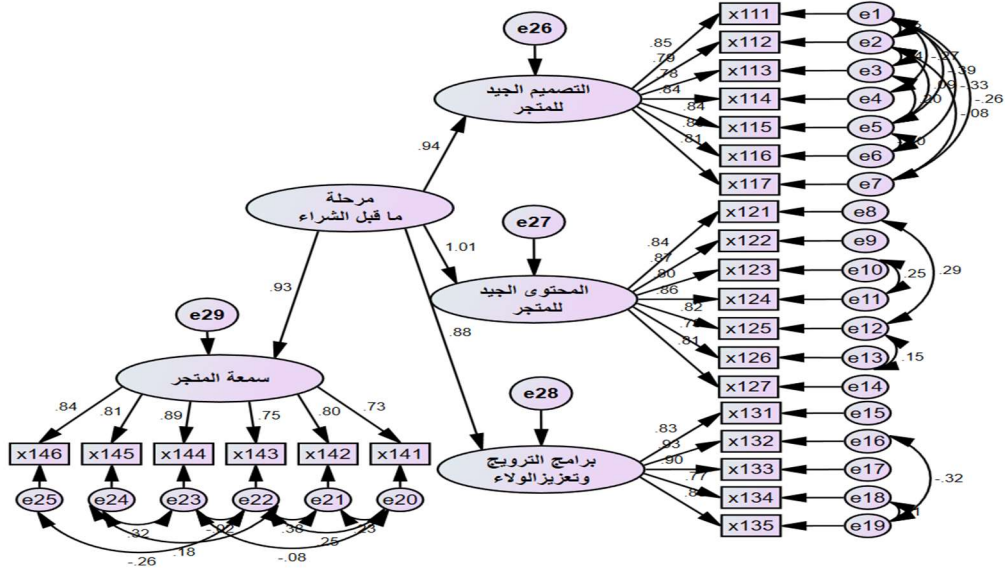 e26
التصميم الجيد
للمتجر
.94
.85
.79
.78
.84
.84
.81
x111
x112
x113
x114
x115
x116
x117
e1
e2
e3
e4
e5
e6
e7
-.39
-.33
-.26
-.08
مرحلة
ما قبل الشراء
e27
1.01
المحتوى الجيد
للمتجر
.84
.87
.80
.86
.82
.81
x121
x122
x123
x124
x125
x126
x127
e8
e9
e10
e11
e12
e13
e14
.25
.29
.15
.93
.88
e29
سمعة المتجر
.84
.81
.89
.75
.80
.73
x146
x145
x144
x143
x142
x141
e25
e24
e23
e22
e21
e20
.32
.38
.25
.18
-.26
-.08
e28
برامج الترويج
وتعزيزالولاء
.83
.93
.90
.77
x131
x132
x133
x134
x135
e15
e16
e17
e18
e19
-.32